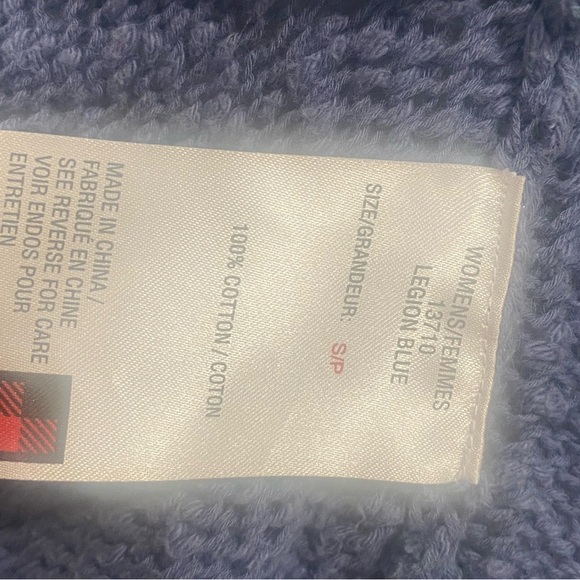 WOMENS/FEMMES
13710
LEGION BLUE
SIZE/GRANDEUR: S/P
100% COTTON / COTON
MADE IN CHINA /
FABRIQUÉ EN CHINE
SEE REVERSE FOR CARE
VOIR ENDOS POUR
ENTRETIEN